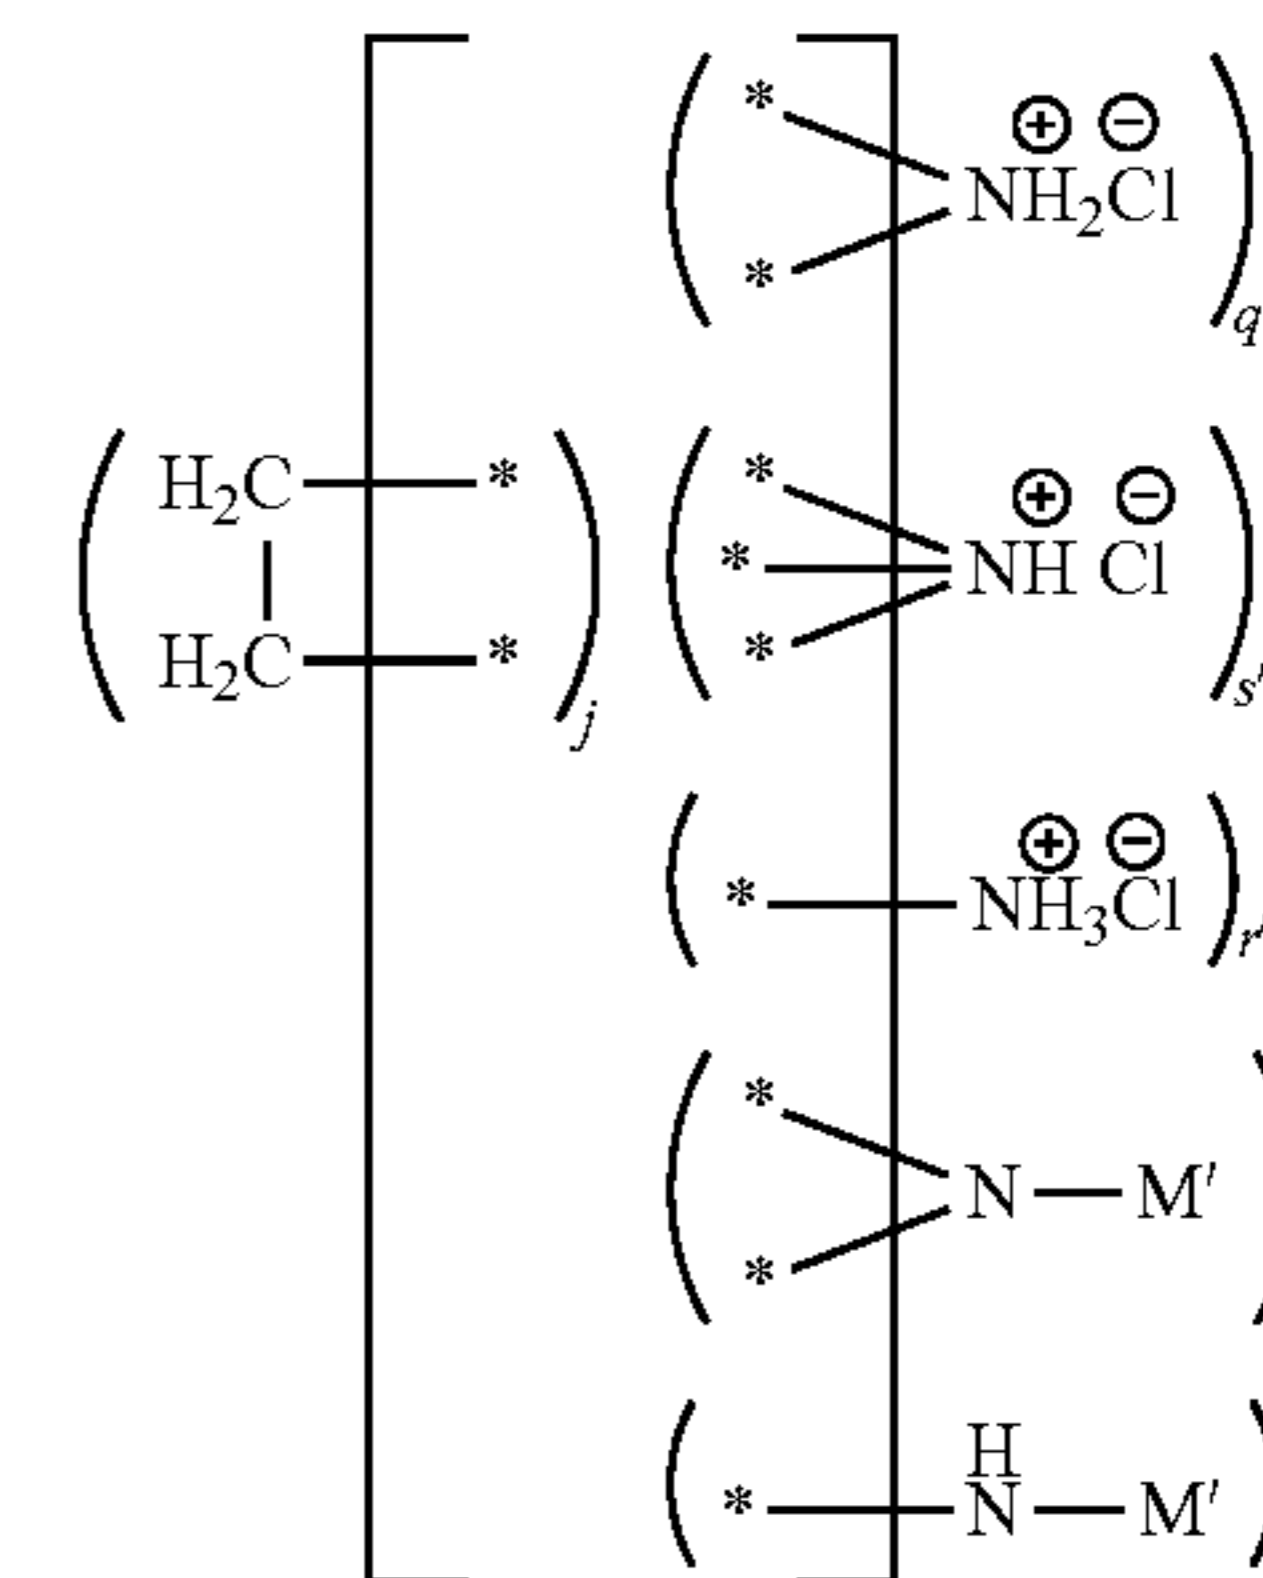 * ⊕ ⊖
NH₂Cl
* q
H₂C * * ⊕ ⊖
* NH Cl
H₂C * * s'
j
⊕ ⊖
* NH₃Cl r'
*
N M'
*
H
* N M'